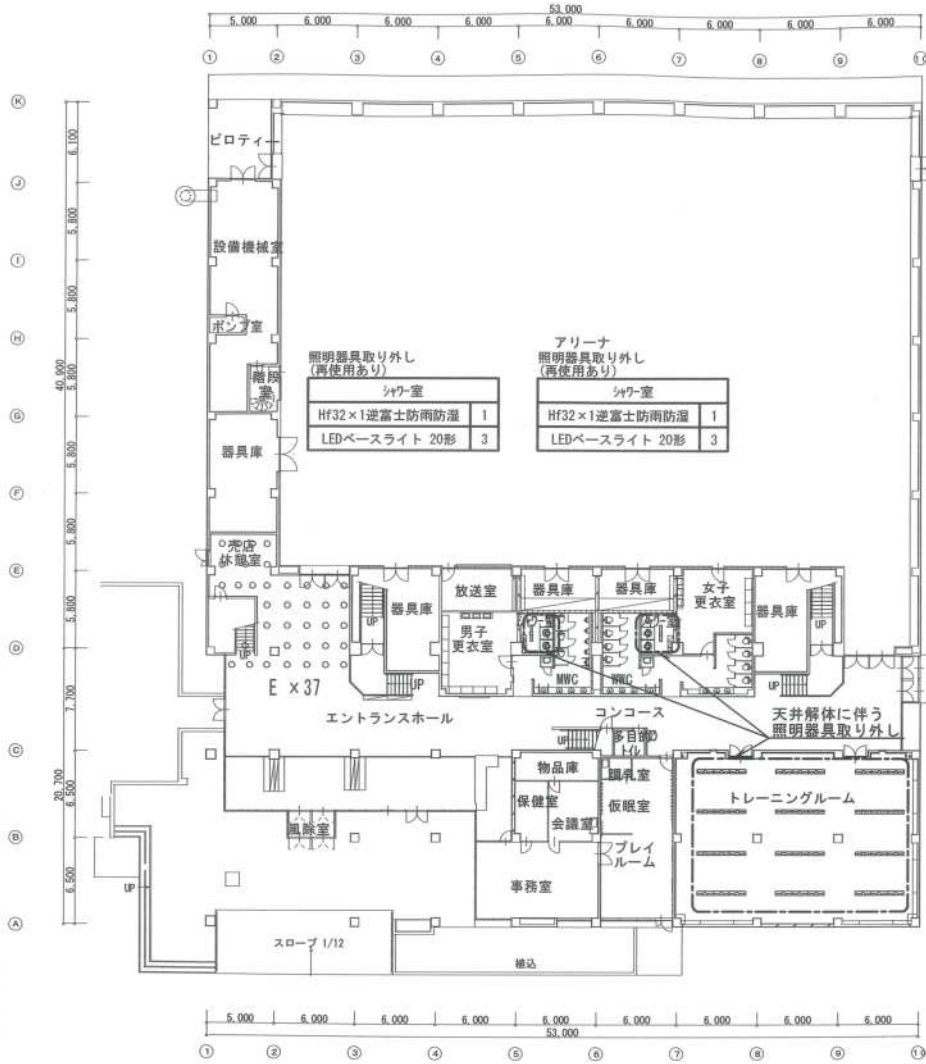 53,000
5,000 6,000 6,000 6,000 6,000 6,000 6,000 6,000 6,000
① ② ③ ④ ⑤ ⑥ ⑦ ⑧ ⑨ 10
Ⓚ
6,100
ピロティー
Ⓙ
5,800
設備機械室
Ⓘ
5,800
ポンプ室
Ⓗ
40,900
5,800
階段室
Ⓖ
アリーナ
照明器具取り外し
(再使用あり)
シャワー室
Hf32×1逆富士防雨防湿 1
LEDベースライト 20形 3
照明器具取り外し
(再使用あり)
シャワー室
Hf32×1逆富士防雨防湿 1
LEDベースライト 20形 3
5,800
器具庫
Ⓕ
5,800
売店
休憩室
Ⓔ
5,800
器具庫
放送室
器具庫
器具庫
女子
更衣室
器具庫
男子
更衣室
UP
UP
UP
Ⓓ
E ×37
UP
MWC
WWC
UP
7,700
エントランスホール
コンコース
天井解体に伴う
照明器具取り外し
UP
多目的
トイレ
Ⓒ
20,700
6,500
物品庫
調乳室
トレーニングルーム
保健室
仮眠室
会議室
風除室
Ⓑ
プレイ
ルーム
6,500
UP
事務室
Ⓐ
スロープ 1/12
植込
5,000 6,000 6,000 6,000 6,000 6,000 6,000 6,000 6,000
53,000
① ② ③ ④ ⑤ ⑥ ⑦ ⑧ ⑨ 10